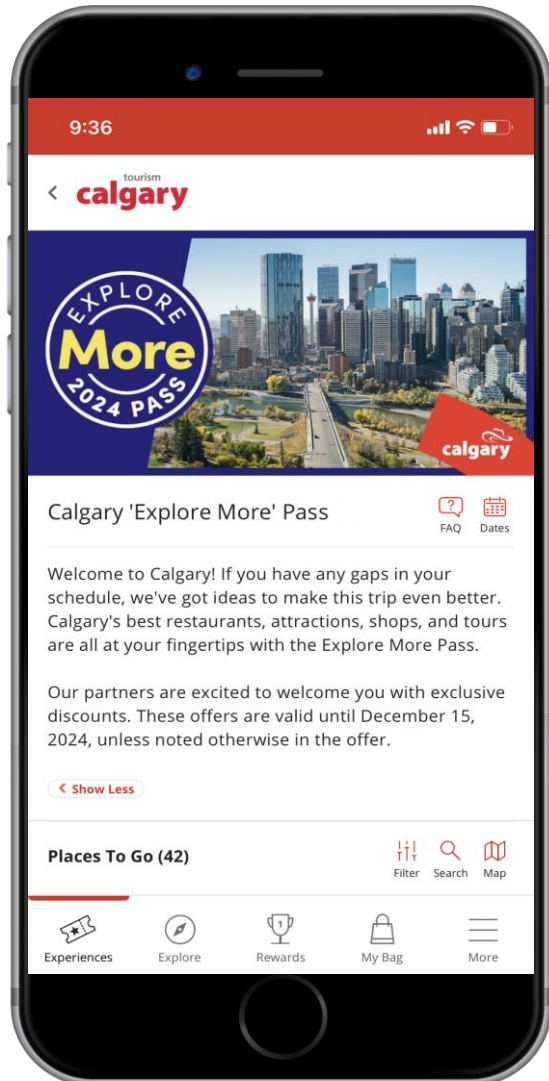 9:36
tourism
calgary
EXPLORE
More
2024 PASS
calgary
Calgary 'Explore More' Pass
FAQ
Dates
Welcome to Calgary! If you have any gaps in your
schedule, we've got ideas to make this trip even better.
Calgary's best restaurants, attractions, shops, and tours
are all at your fingertips with the Explore More Pass.
Our partners are excited to welcome you with exclusive
discounts. These offers are valid until December 15,
2024, unless noted otherwise in the offer.
Show Less
Places To Go (42)
Filter
Search
Map
1
Experiences
Explore
Rewards
My Bag
More